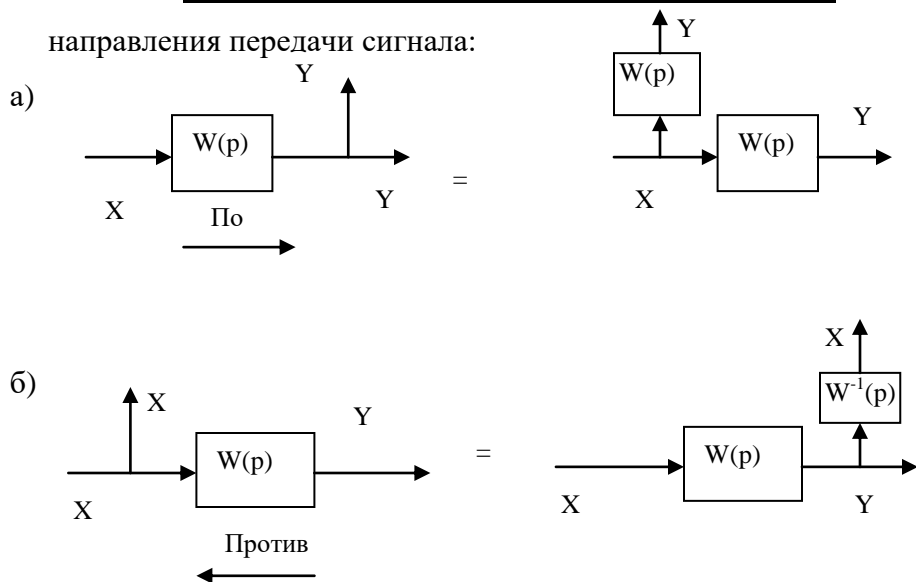 направления передачи сигнала:
а)
Y
W(p)
X
Y
По
=
Y
W(p)
W(p)
Y
X
б)
X
W(p)
Y
X
Против
=
X
W⁻¹(p)
W(p)
X
Y